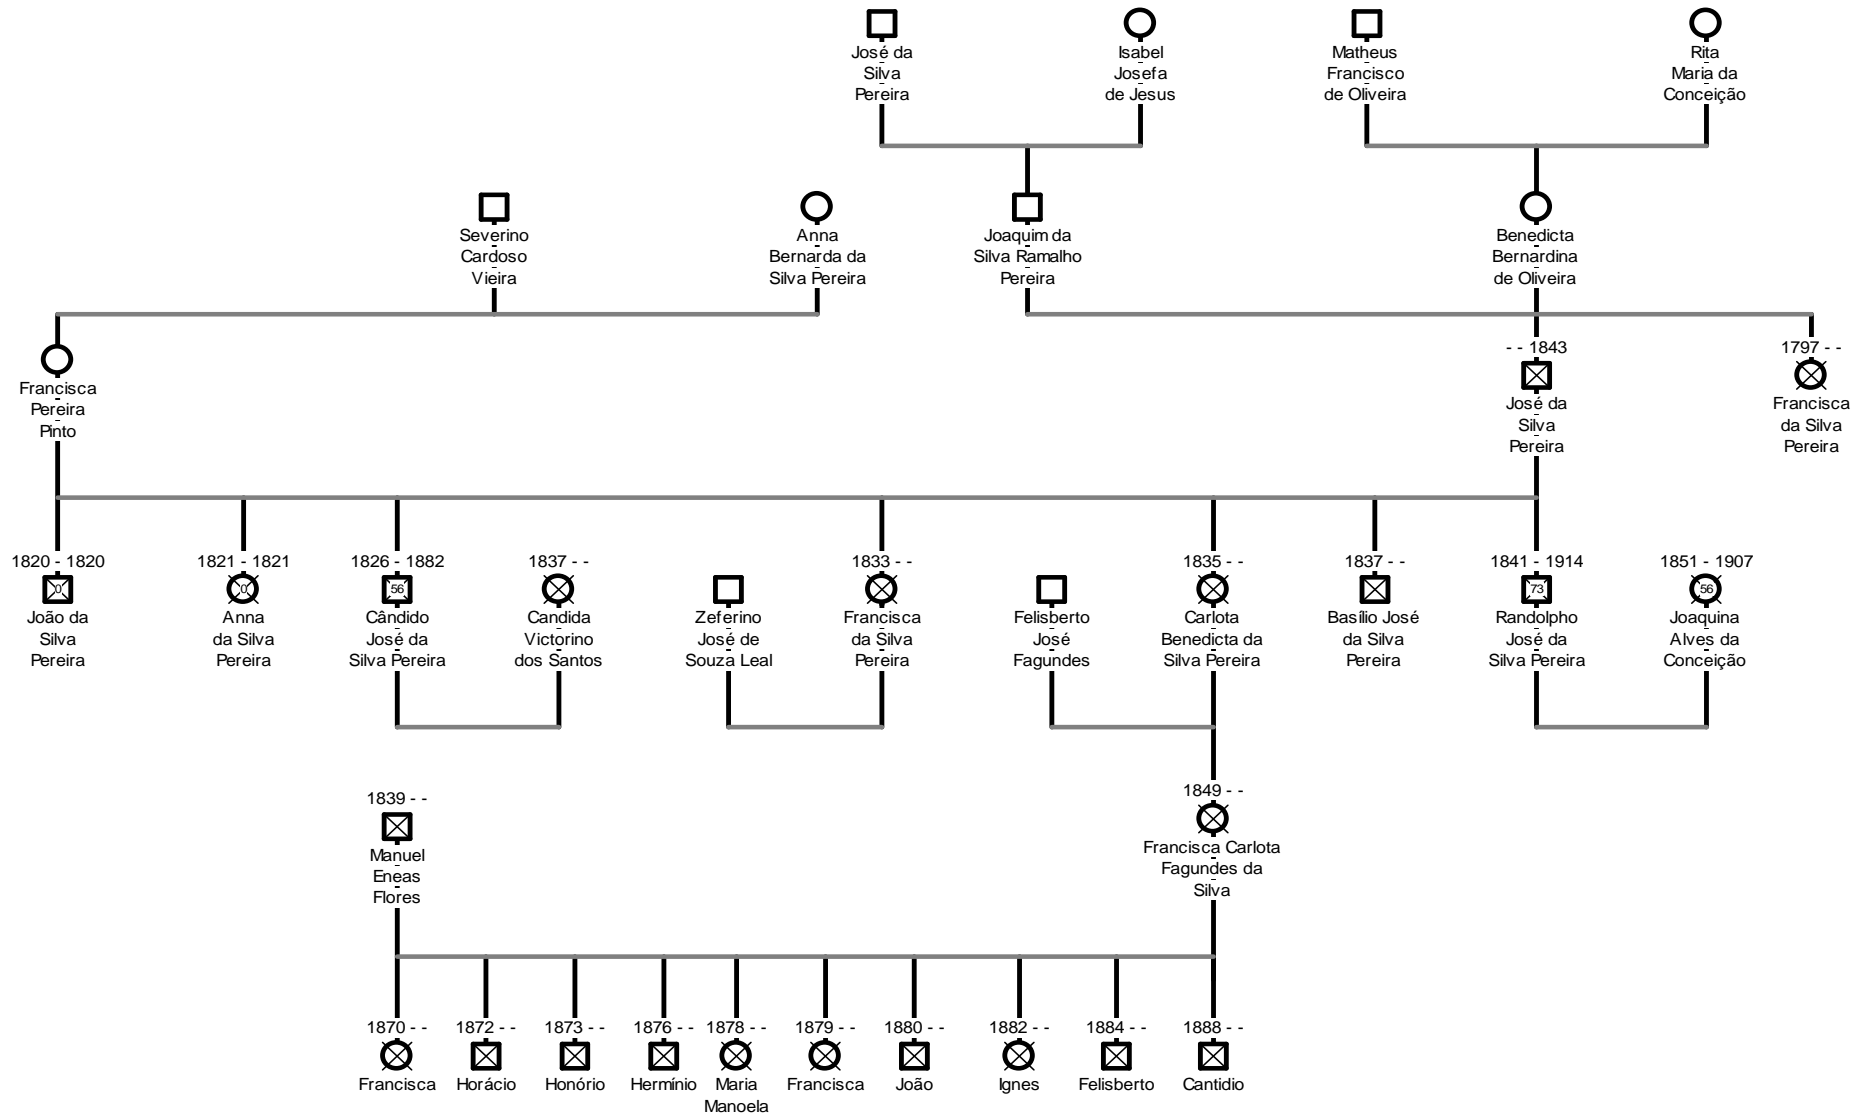 José da
Silva
Pereira
Isabel
Josefa
de Jesus
Matheus
Francisco
de Oliveira
Rita
Maria da
Conceição
Severino
Cardoso
Vieira
Anna
Bernarda da
Silva Pereira
Joaquim da
Silva Ramalho
Pereira
Benedicta
Bernardina
de Oliveira
Francisca
Pereira
Pinto
- - 1843
José da
Silva
Pereira
1797 - -
Francisca
da Silva
Pereira
1820 - 1820
0
João da
Silva
Pereira
1821 - 1821
0
Anna
da Silva
Pereira
1826 - 1882
56
Cândido
José da
Silva Pereira
1837 - -
Candida
Victorino
dos Santos
Zeferino
José de
Souza Leal
1833 - -
Francisca
da Silva
Pereira
Felisberto
José
Fagundes
1835 - -
Carlota
Benedicta da
Silva Pereira
1837 - -
Basílio José
da Silva
Pereira
1841 - 1914
73
Randolpho
José da
Silva Pereira
1851 - 1907
56
Joaquina
Alves da
Conceição
1839 - -
Manuel
Eneas
Flores
1849 - -
Francisca Carlota
Fagundes da
Silva
1870 - -
Francisca
1872 - -
Horácio
1873 - -
Honório
1876 - -
Hermínio
1878 - -
Maria
Manoela
1879 - -
Francisca
1880 - -
João
1882 - -
Ignes
1884 - -
Felisberto
1888 - -
Cantidio